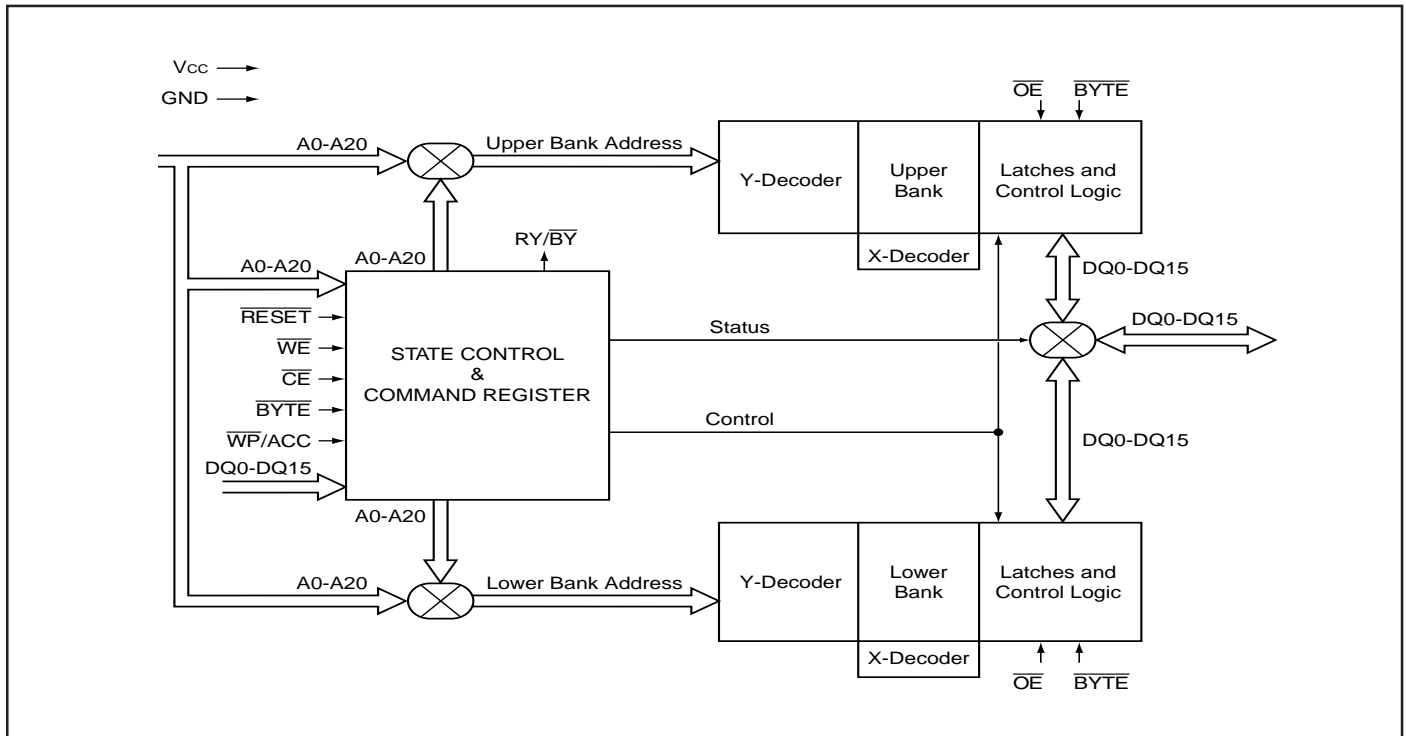 Vcc
GND
OE BYTE
A0-A20
Upper Bank Address
Y-Decoder
Upper
Bank
Latches and
Control Logic
X-Decoder
RY/BY
A0-A20
A0-A20
DQ0-DQ15
RESET
WE
CE
BYTE
WP/ACC
DQ0-DQ15
STATE CONTROL
&
COMMAND REGISTER
Status
DQ0-DQ15
Control
DQ0-DQ15
A0-A20
A0-A20
Lower Bank Address
Y-Decoder
Lower
Bank
Latches and
Control Logic
X-Decoder
OE BYTE